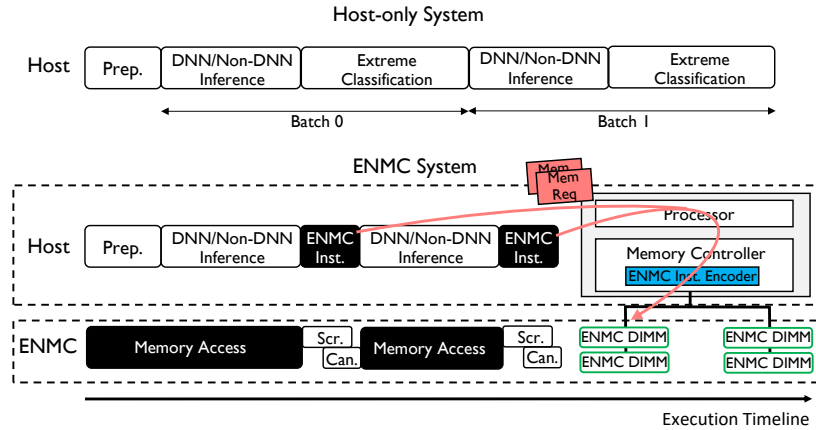 Host-only System
Host
Prep.
DNN/Non-DNN
Inference
Extreme
Classification
DNN/Non-DNN
Inference
Extreme
Classification
Batch 0
Batch 1
ENMC System
Mem
Mem
Req
Host
Prep.
DNN/Non-DNN
Inference
ENMC
Inst.
DNN/Non-DNN
Inference
ENMC
Inst.
Processor
Memory Controller
ENMC Inst. Encoder
ENMC
Memory Access
Scr.
Can.
Memory Access
Scr.
Can.
ENMC DIMM
ENMC DIMM
ENMC DIMM
ENMC DIMM
Execution Timeline